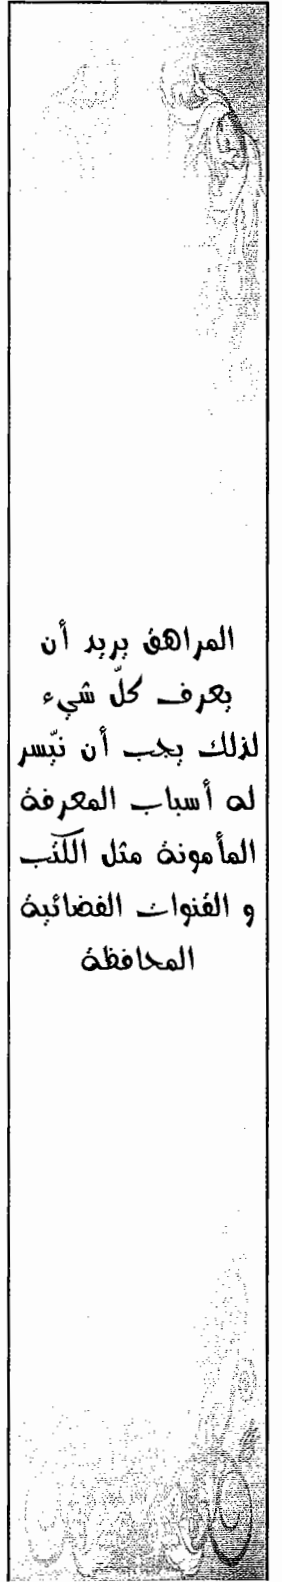 المراهق يريد أن
يعرف كلّ شيء
لذلك يجب أن نيّسر
له أسباب المعرفة
المأمونة مثل الكتب
و القنوات الفضائية
المحافظة